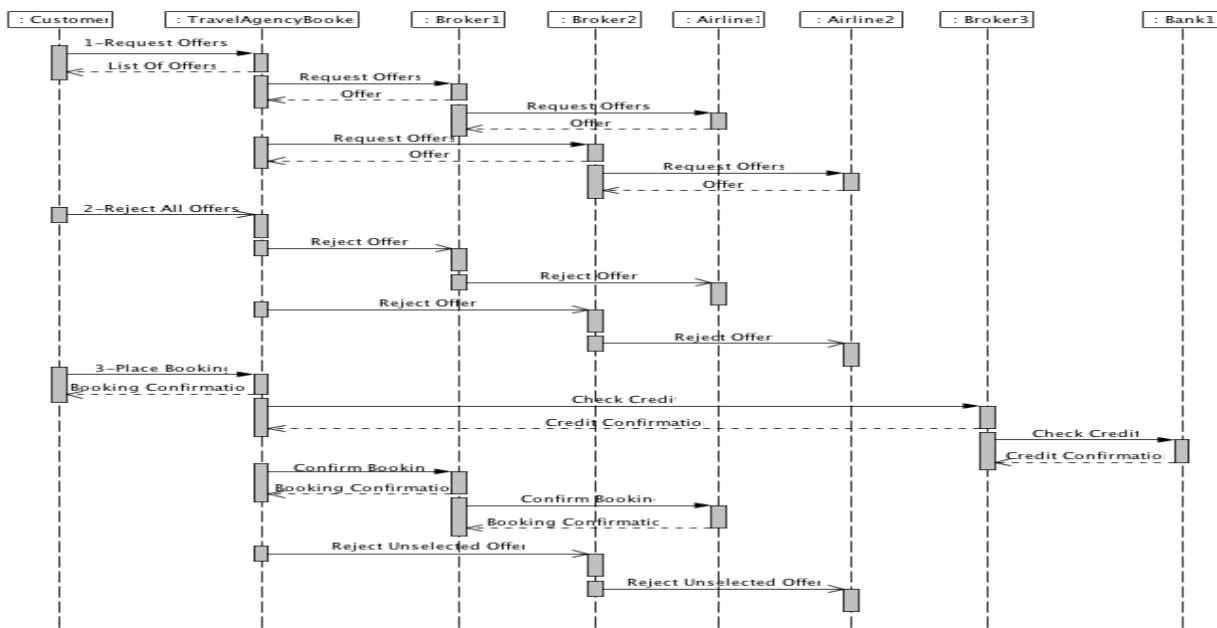 : Customer
: TravelAgencyBooke
: Broker1
: Broker2
: Airline1
: Airline2
: Broker3
: Bank1
1-Request Offers
List Of Offers
Request Offers
Offer
Request Offers
Offer
Request Offers
Offer
Request Offers
Offer
2-Reject All Offers
Reject Offer
Reject Offer
Reject Offer
Reject Offer
3-Place Booking
Booking Confirmatio
Check Credit
Credit Confirmatio
Check Credit
Credit Confirmatio
Confirm Bookin
Booking Confirmatio
Confirm Bookin
Booking Confirmatic
Reject Unselected Offer
Reject Unselected Offer